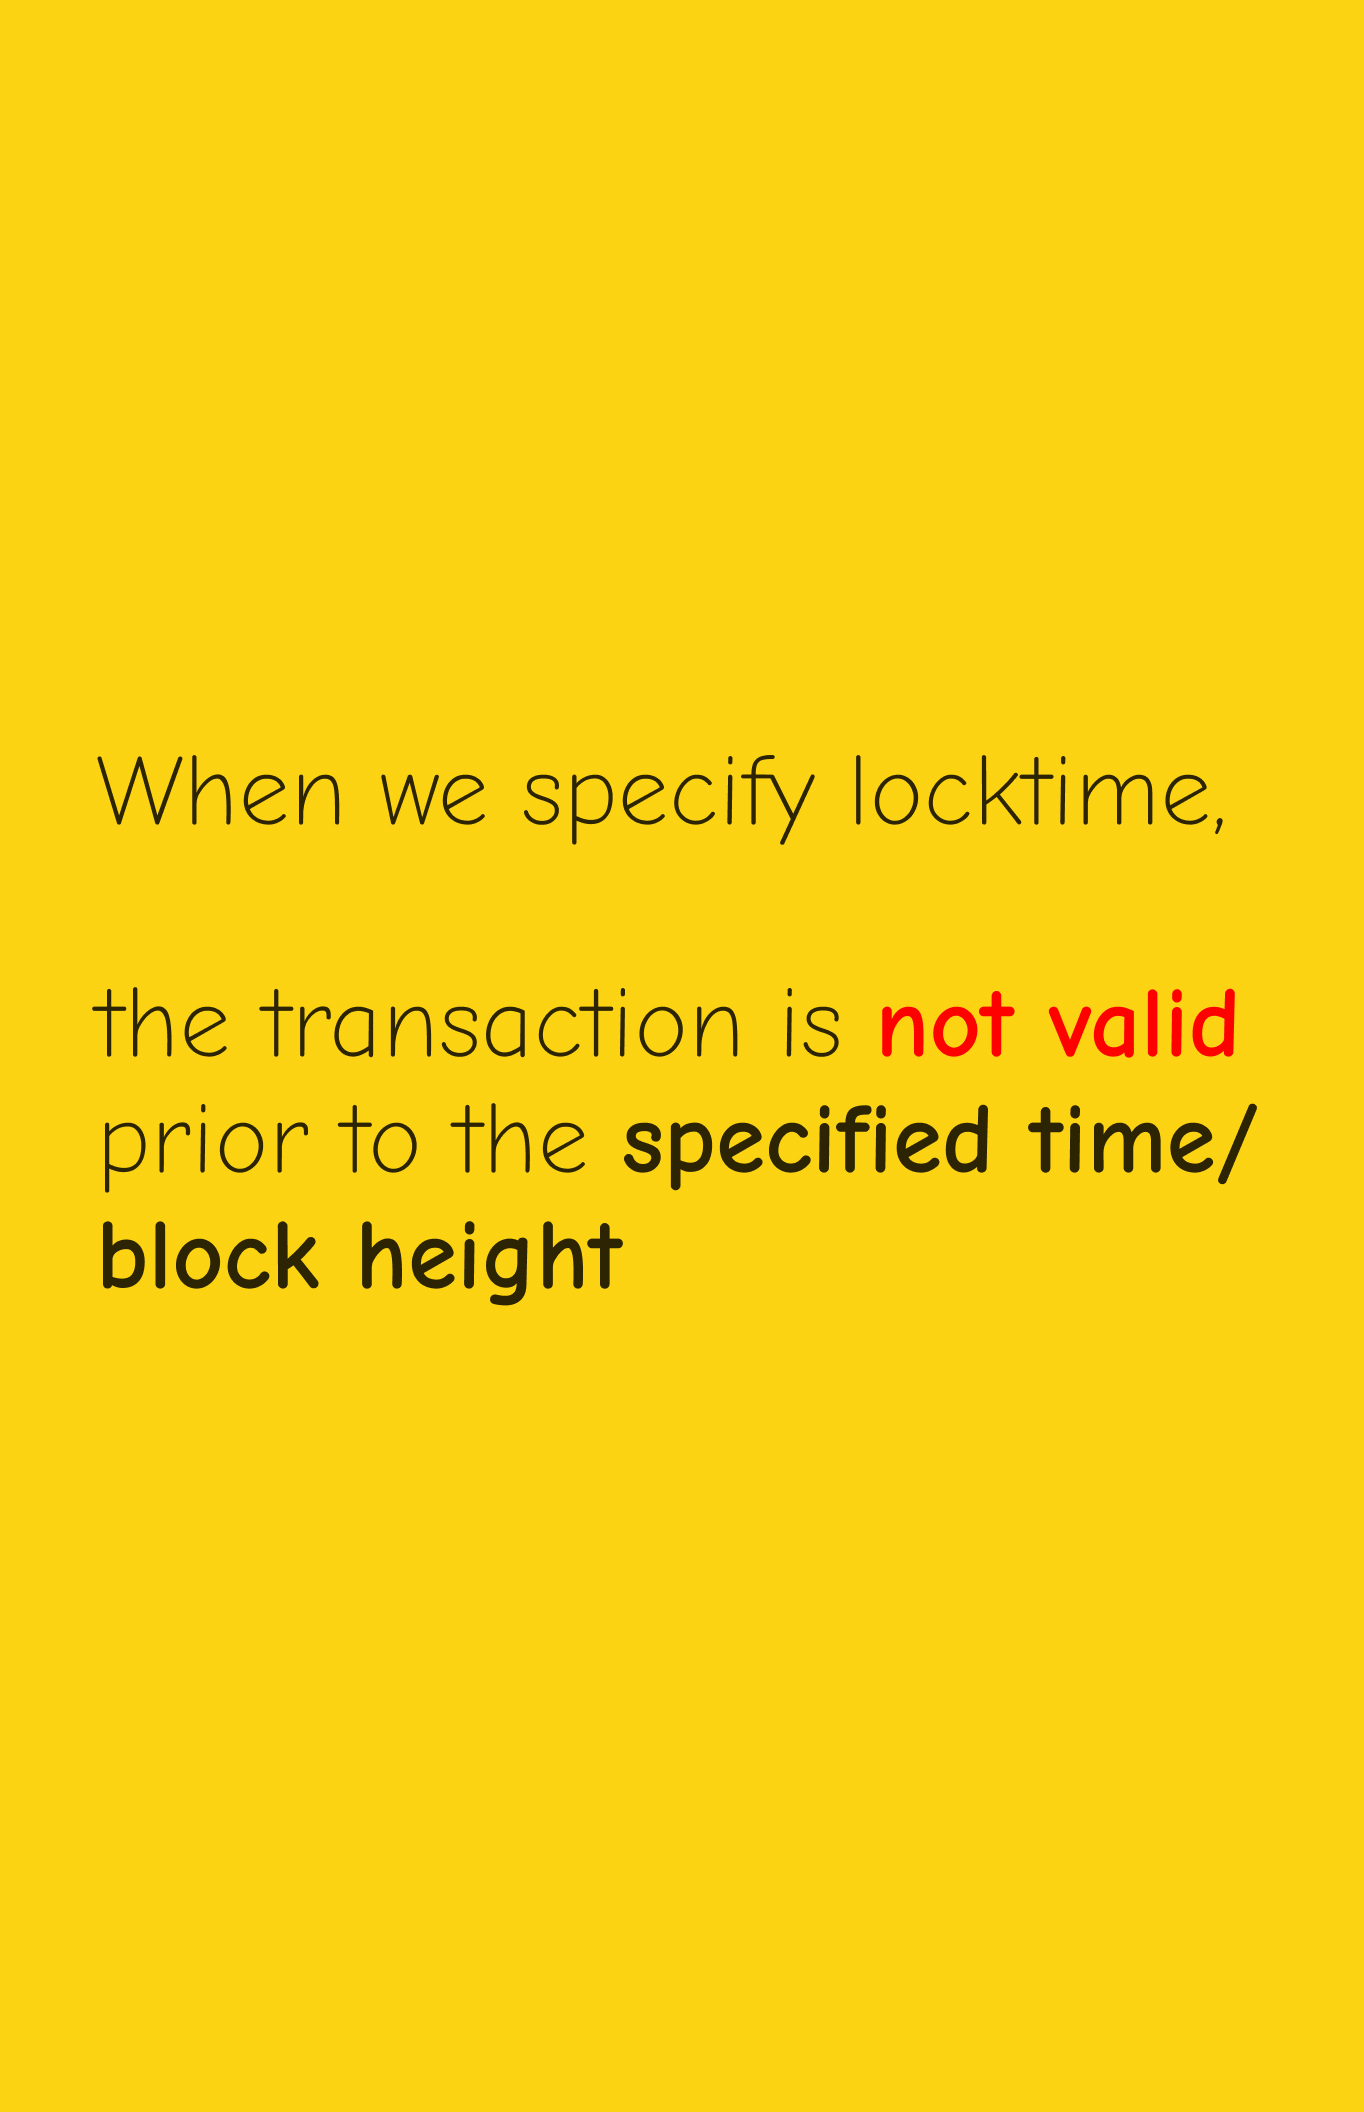 When we specify locktime,
the transaction is not valid
prior to the specified time/
block height